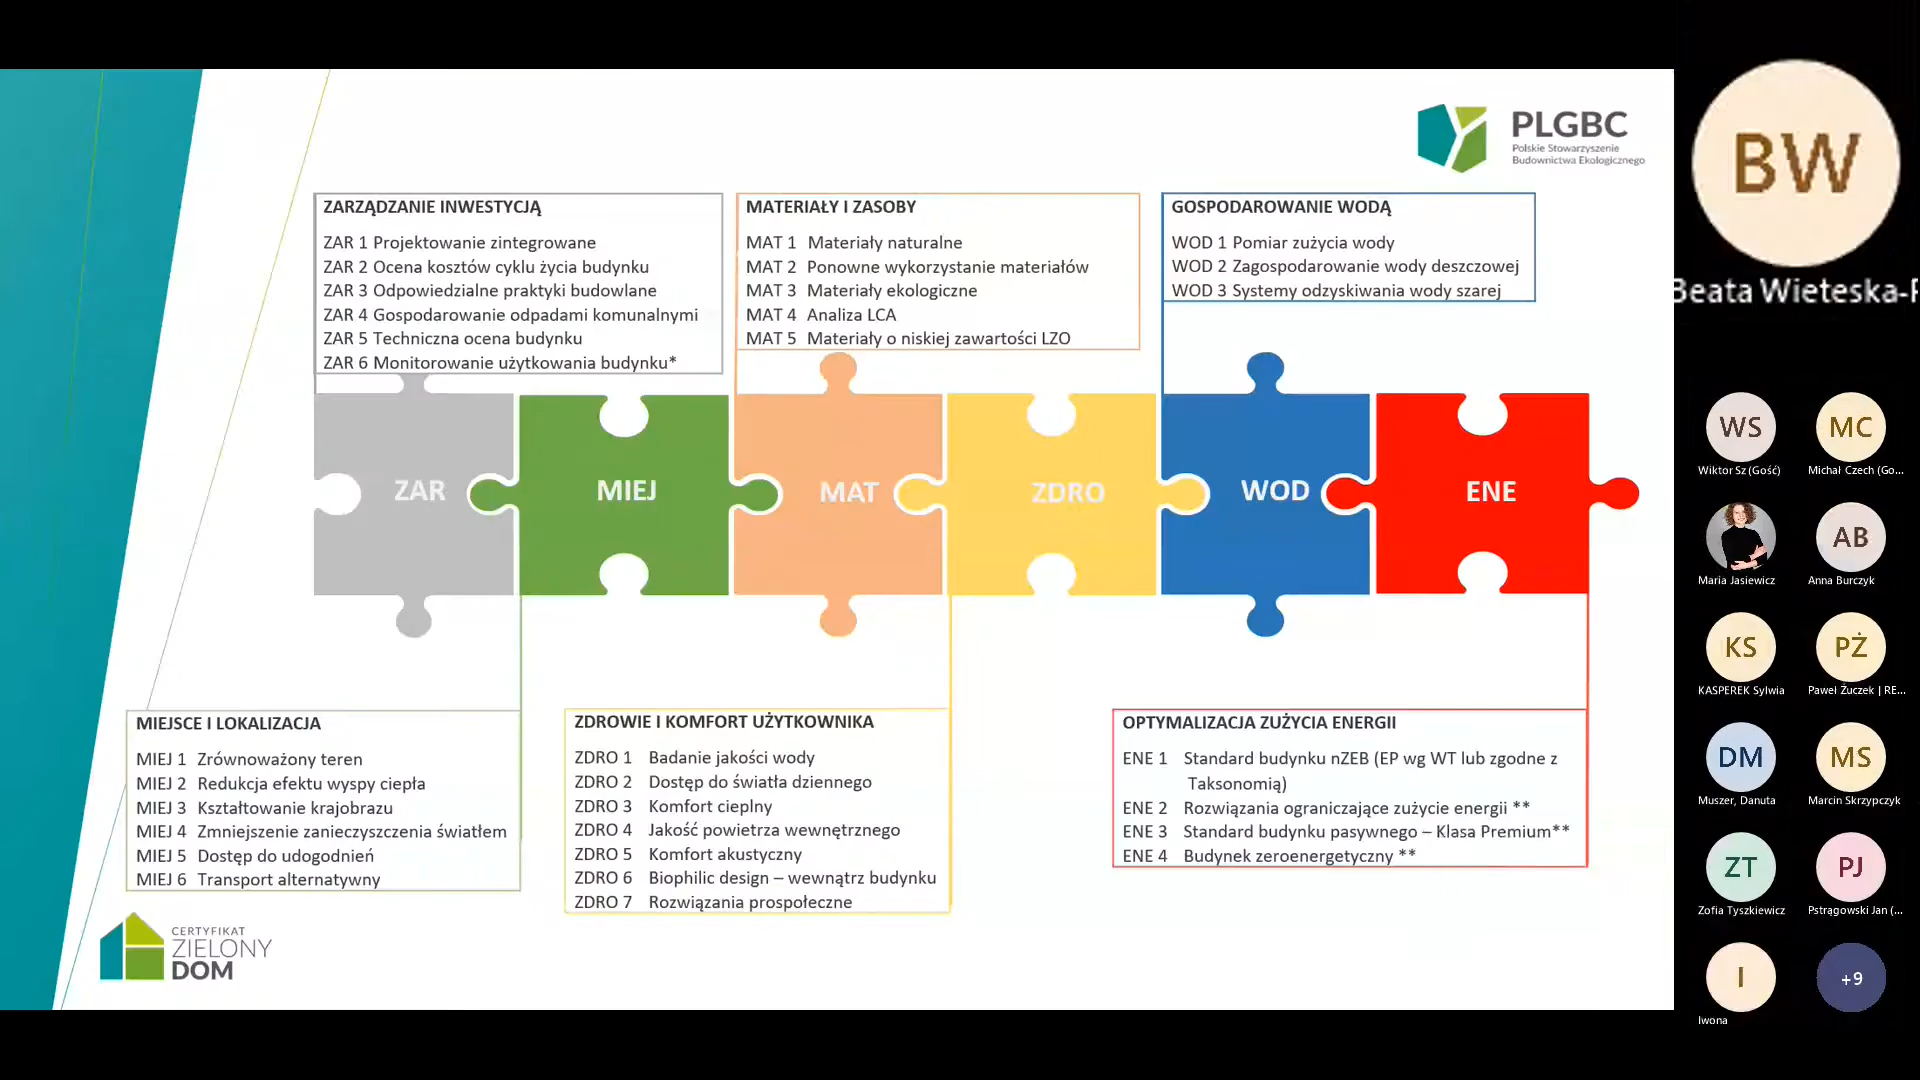 PLGBC
Polskie Stowarzyszenie
Budownictwa Ekologicznego
ZARZĄDZANIE INWESTYCJĄ
ZAR 1 Projektowanie zintegrowane
ZAR 2 Ocena kosztów cyklu życia budynku
ZAR 3 Odpowiedzialne praktyki budowlane
ZAR 4 Gospodarowanie odpadami komunalnymi
ZAR 5 Techniczna ocena budynku
ZAR 6 Monitorowanie użytkowania budynku*
MATERIAŁY I ZASOBY
MAT 1 Materiały naturalne
MAT 2 Ponowne wykorzystanie materiałów
MAT 3 Materiały ekologiczne
MAT 4 Analiza LCA
MAT 5 Materiały o niskiej zawartości LZO
GOSPODAROWANIE WODĄ
WOD 1 Pomiar zużycia wody
WOD 2 Zagospodarowanie wody deszczowej
WOD 3 Systemy odzyskiwania wody szarej
ZAR
MIEJ
MAT
ZDRO
WOD
ENE
MIEJSCE I LOKALIZACJA
MIEJ 1 Zrównoważony teren
MIEJ 2 Redukcja efektu wyspy ciepła
MIEJ 3 Kształtowanie krajobrazu
MIEJ 4 Zmniejszenie zanieczyszczenia światłem
MIEJ 5 Dostęp do udogodnień
MIEJ 6 Transport alternatywny
ZDROWIE I KOMFORT UŻYTKOWNIKA
ZDRO 1 Badanie jakości wody
ZDRO 2 Dostęp do światła dziennego
ZDRO 3 Komfort cieplny
ZDRO 4 Jakość powietrza wewnętrznego
ZDRO 5 Komfort akustyczny
ZDRO 6 Biophilic design – wewnątrz budynku
ZDRO 7 Rozwiązania prospołeczne
OPTYMALIZACJA ZUŻYCIA ENERGII
ENE 1 Standard budynku nZEB (EP wg WT lub zgodne z
Taksonomią)
ENE 2 Rozwiązania ograniczające zużycie energii **
ENE 3 Standard budynku pasywnego – Klasa Premium**
ENE 4 Budynek zeroenergetyczny **
CERTYFIKAT
ZIELONY
DOM
BW
Beata Wieteska-
WS
Wiktor Sz (Gość)
MC
Michał Czech (Go...
Maria Jasiewicz
AB
Anna Burczyk
KS
KASPEREK Sylwia
PŻ
Paweł Żuczek | RE...
DM
Muszer, Danuta
MS
Marcin Skrzypczyk
ZT
Zofia Tyszkiewicz
PJ
Pstrągowski Jan (...
I
Iwona
+9